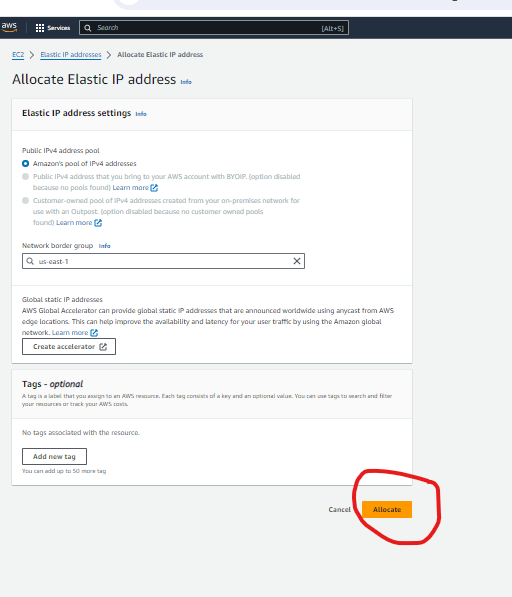 aws
Services
Search
[Alt+S]
EC2 > Elastic IP addresses > Allocate Elastic IP address
Allocate Elastic IP address Info
Elastic IP address settings Info
Public IPv4 address pool
Amazon's pool of IPv4 addresses
Public IPv4 address that you bring to your AWS account with BYOIP. (option disabled
because no pools found) Learn more
Customer-owned pool of IPv4 addresses created from your on-premises network for
use with an Outpost. (option disabled because no customer owned pools
found) Learn more
Network border group Info
us-east-1
Global static IP addresses
AWS Global Accelerator can provide global static IP addresses that are announced worldwide using anycast from AWS
edge locations. This can help improve the availability and latency for your user traffic by using the Amazon global
network. Learn more
Create accelerator
Tags - optional
A tag is a label that you assign to an AWS resource. Each tag consists of a key and an optional value. You can use tags to search and filter
your resources or track your AWS costs.
No tags associated with the resource.
Add new tag
You can add up to 50 more tag
Cancel
Allocate